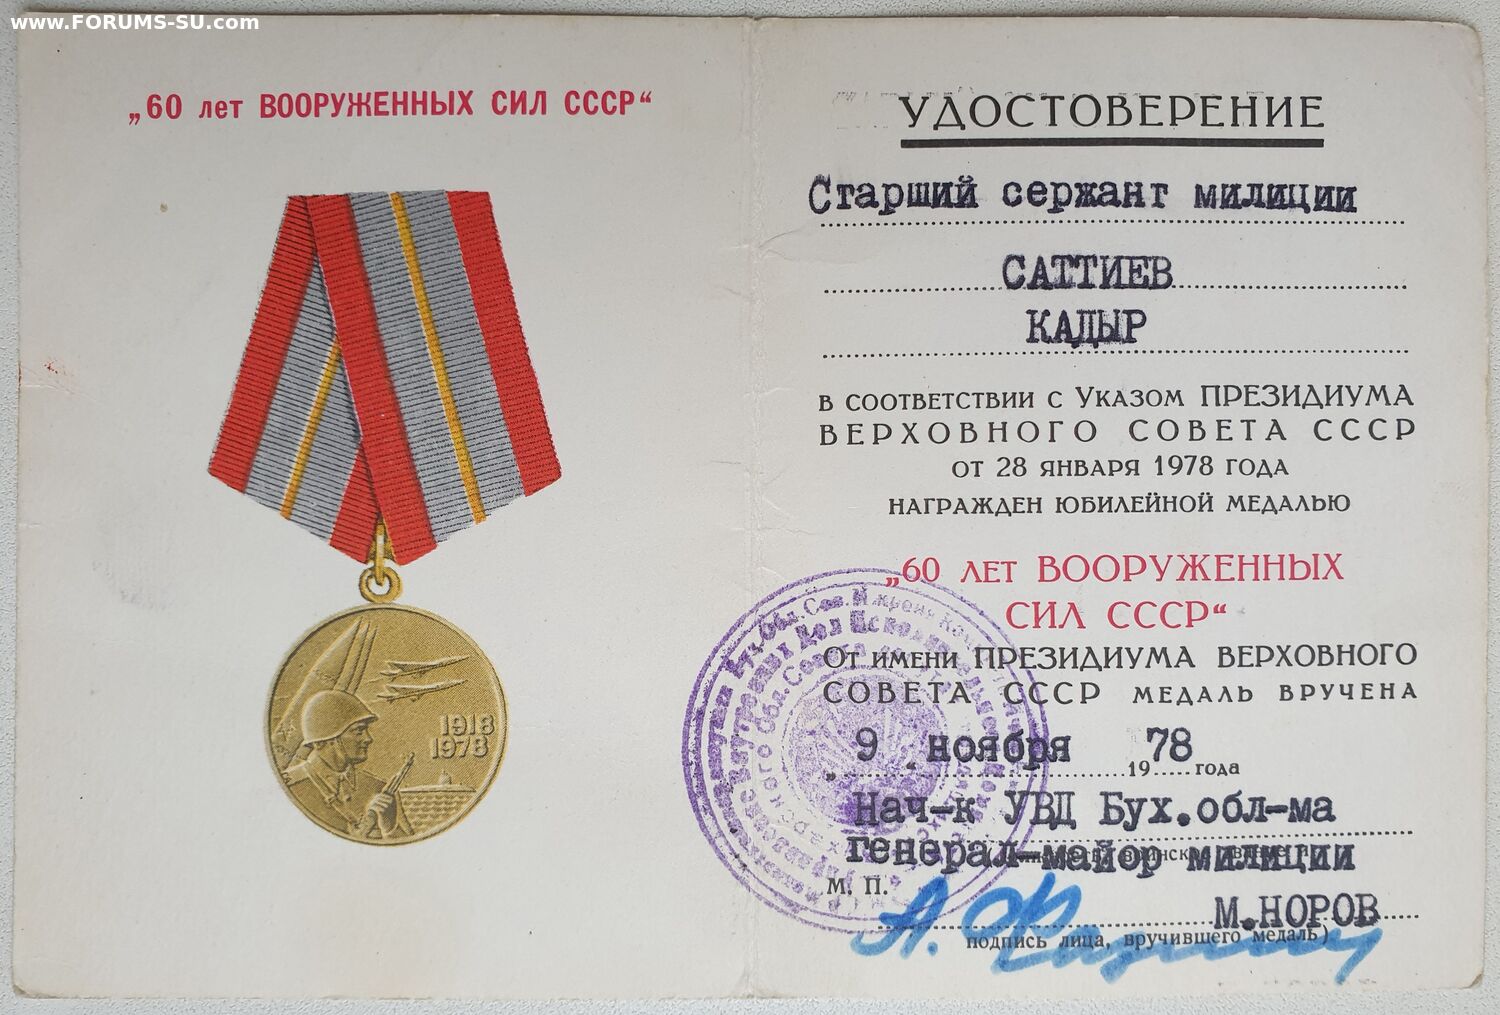 www.FORUMS-SU.com
„60 лет ВООРУЖЕННЫХ СИЛ СССР“
1918
1978
УДОСТОВЕРЕНИЕ
Старший сержант милиции
САТТИЕВ
КАДЫР
в соответствии с Указом ПРЕЗИДИУМА
ВЕРХОВНОГО СОВЕТА СССР
от 28 января 1978 года
награжден юбилейной медалью
„60 лет ВООРУЖЕННЫХ
СИЛ СССР“
От имени ПРЕЗИДИУМА ВЕРХОВНОГО
СОВЕТА СССР медаль вручена
„ 9 ноября 1978 года
Нач-к УВД Бух.обл-ма
генерал-майор милиции
М. П.
М.НОРОВ
подпись лица, вручившего медаль)